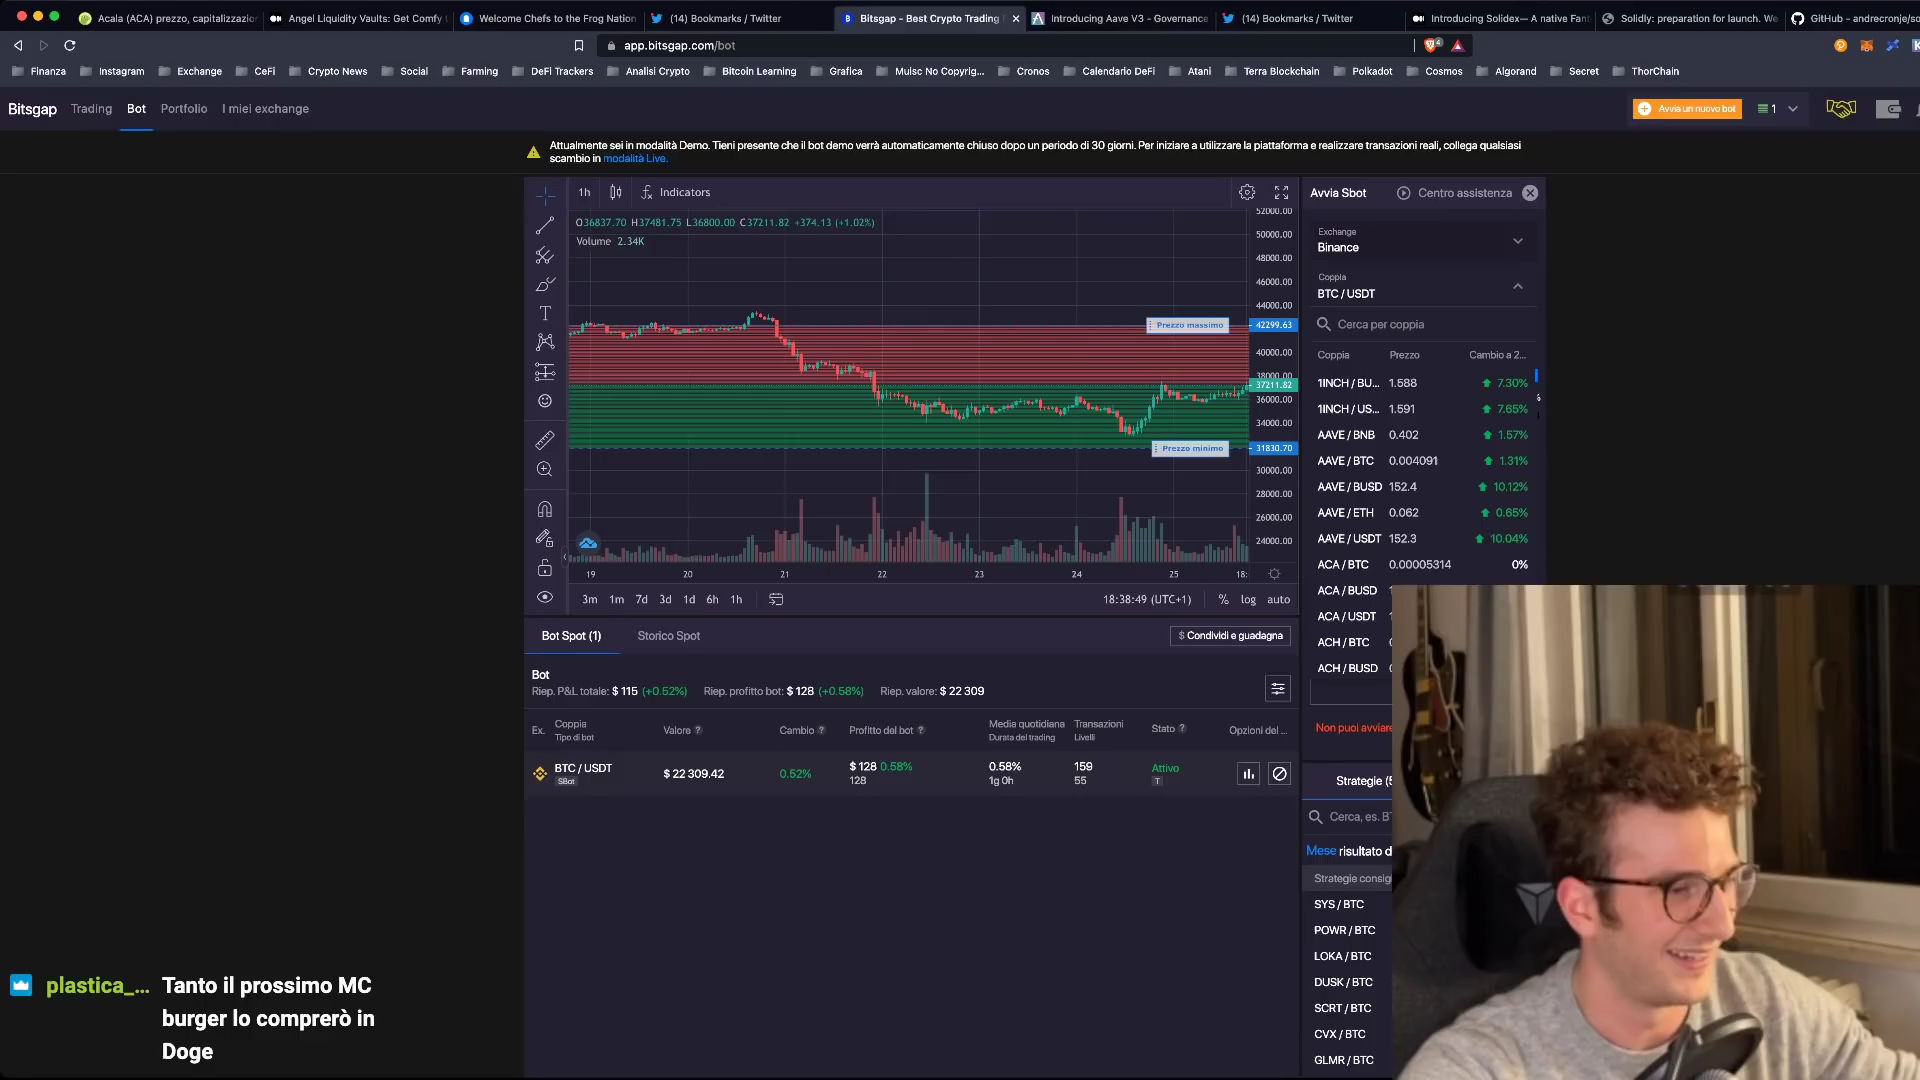 Acala (ACA) prezzo, capitalizzazion
Angel Liquidity Vaults: Get Comfy
Welcome Chefs to the Frog Nation
(14) Bookmarks / Twitter
Bitsgap - Best Crypto Trading
Introducing Aave V3 - Governance
(14) Bookmarks / Twitter
Introducing Solidex— A native Fant
Solidly: preparation for launch. We
GitHub - andrecronje/so
app.bitsgap.com/bot
Finanza
Instagram
Exchange
CeFi
Crypto News
Social
Farming
DeFi Trackers
Analisi Crypto
Bitcoin Learning
Grafica
Muisc No Copyrig...
Cronos
Calendario DeFi
Atani
Terra Blockchain
Polkadot
Cosmos
Algorand
Secret
ThorChain
Bitsgap
Trading
Bot
Portfolio
I miei exchange
Avvia un nuovo bot
1
Attualmente sei in modalità Demo. Tieni presente che il bot demo verrà automaticamente chiuso dopo un periodo di 30 giorni. Per iniziare a utilizzare la piattaforma e realizzare transazioni reali, collega qualsiasi
scambio in modalità Live.
1h
Indicators
O36837.70 H37481.75 L36800.00 C37211.82 +374.13 (+1.02%)
Volume 2.34K
52000.00
50000.00
48000.00
46000.00
44000.00
Prezzo massimo
42299.63
40000.00
38000.00
37211.82
36000.00
34000.00
Prezzo minimo
31830.70
30000.00
28000.00
26000.00
24000.00
19
20
21
22
23
24
25
18:
3m
1m
7d
3d
1d
6h
1h
18:38:49 (UTC+1)
%
log
auto
Avvia Sbot
Centro assistenza
Exchange
Binance
Coppia
BTC / USDT
Cerca per coppia
Coppia Prezzo Cambio a 2...
1INCH / BU... 1.588 7.30%
1INCH / US... 1.591 7.65%
AAVE / BNB 0.402 1.57%
AAVE / BTC 0.004091 1.31%
AAVE / BUSD 152.4 10.12%
AAVE / ETH 0.062 0.65%
AAVE / USDT 152.3 10.04%
ACA / BTC 0.00005314 0%
ACA / BUSD
ACA / USDT
ACH / BTC
ACH / BUSD
Non puoi avviare
Strategie (5
Cerca, es. BT
Mese risultato d
Strategie consig
SYS / BTC
POWR / BTC
LOKA / BTC
DUSK / BTC
SCRT / BTC
CVX / BTC
GLMR / BTC
Bot Spot (1)
Storico Spot
$ Condividi e guadagna
Bot
Riep. P&L totale: $ 115 (+0.52%) Riep. profitto bot: $ 128 (+0.58%) Riep. valore: $ 22 309
Ex.
Coppia
Tipo di bot
Valore
Cambio
Profitto del bot
Media quotidiana
Durata del trading
Transazioni
Livelli
Stato
Opzioni del ...
BTC / USDT
SBot
$ 22 309.42
0.52%
$ 128 0.58%
128
0.58%
1g 0h
159
55
Attivo
T
plastica_... Tanto il prossimo MC
burger lo comprerò in
Doge